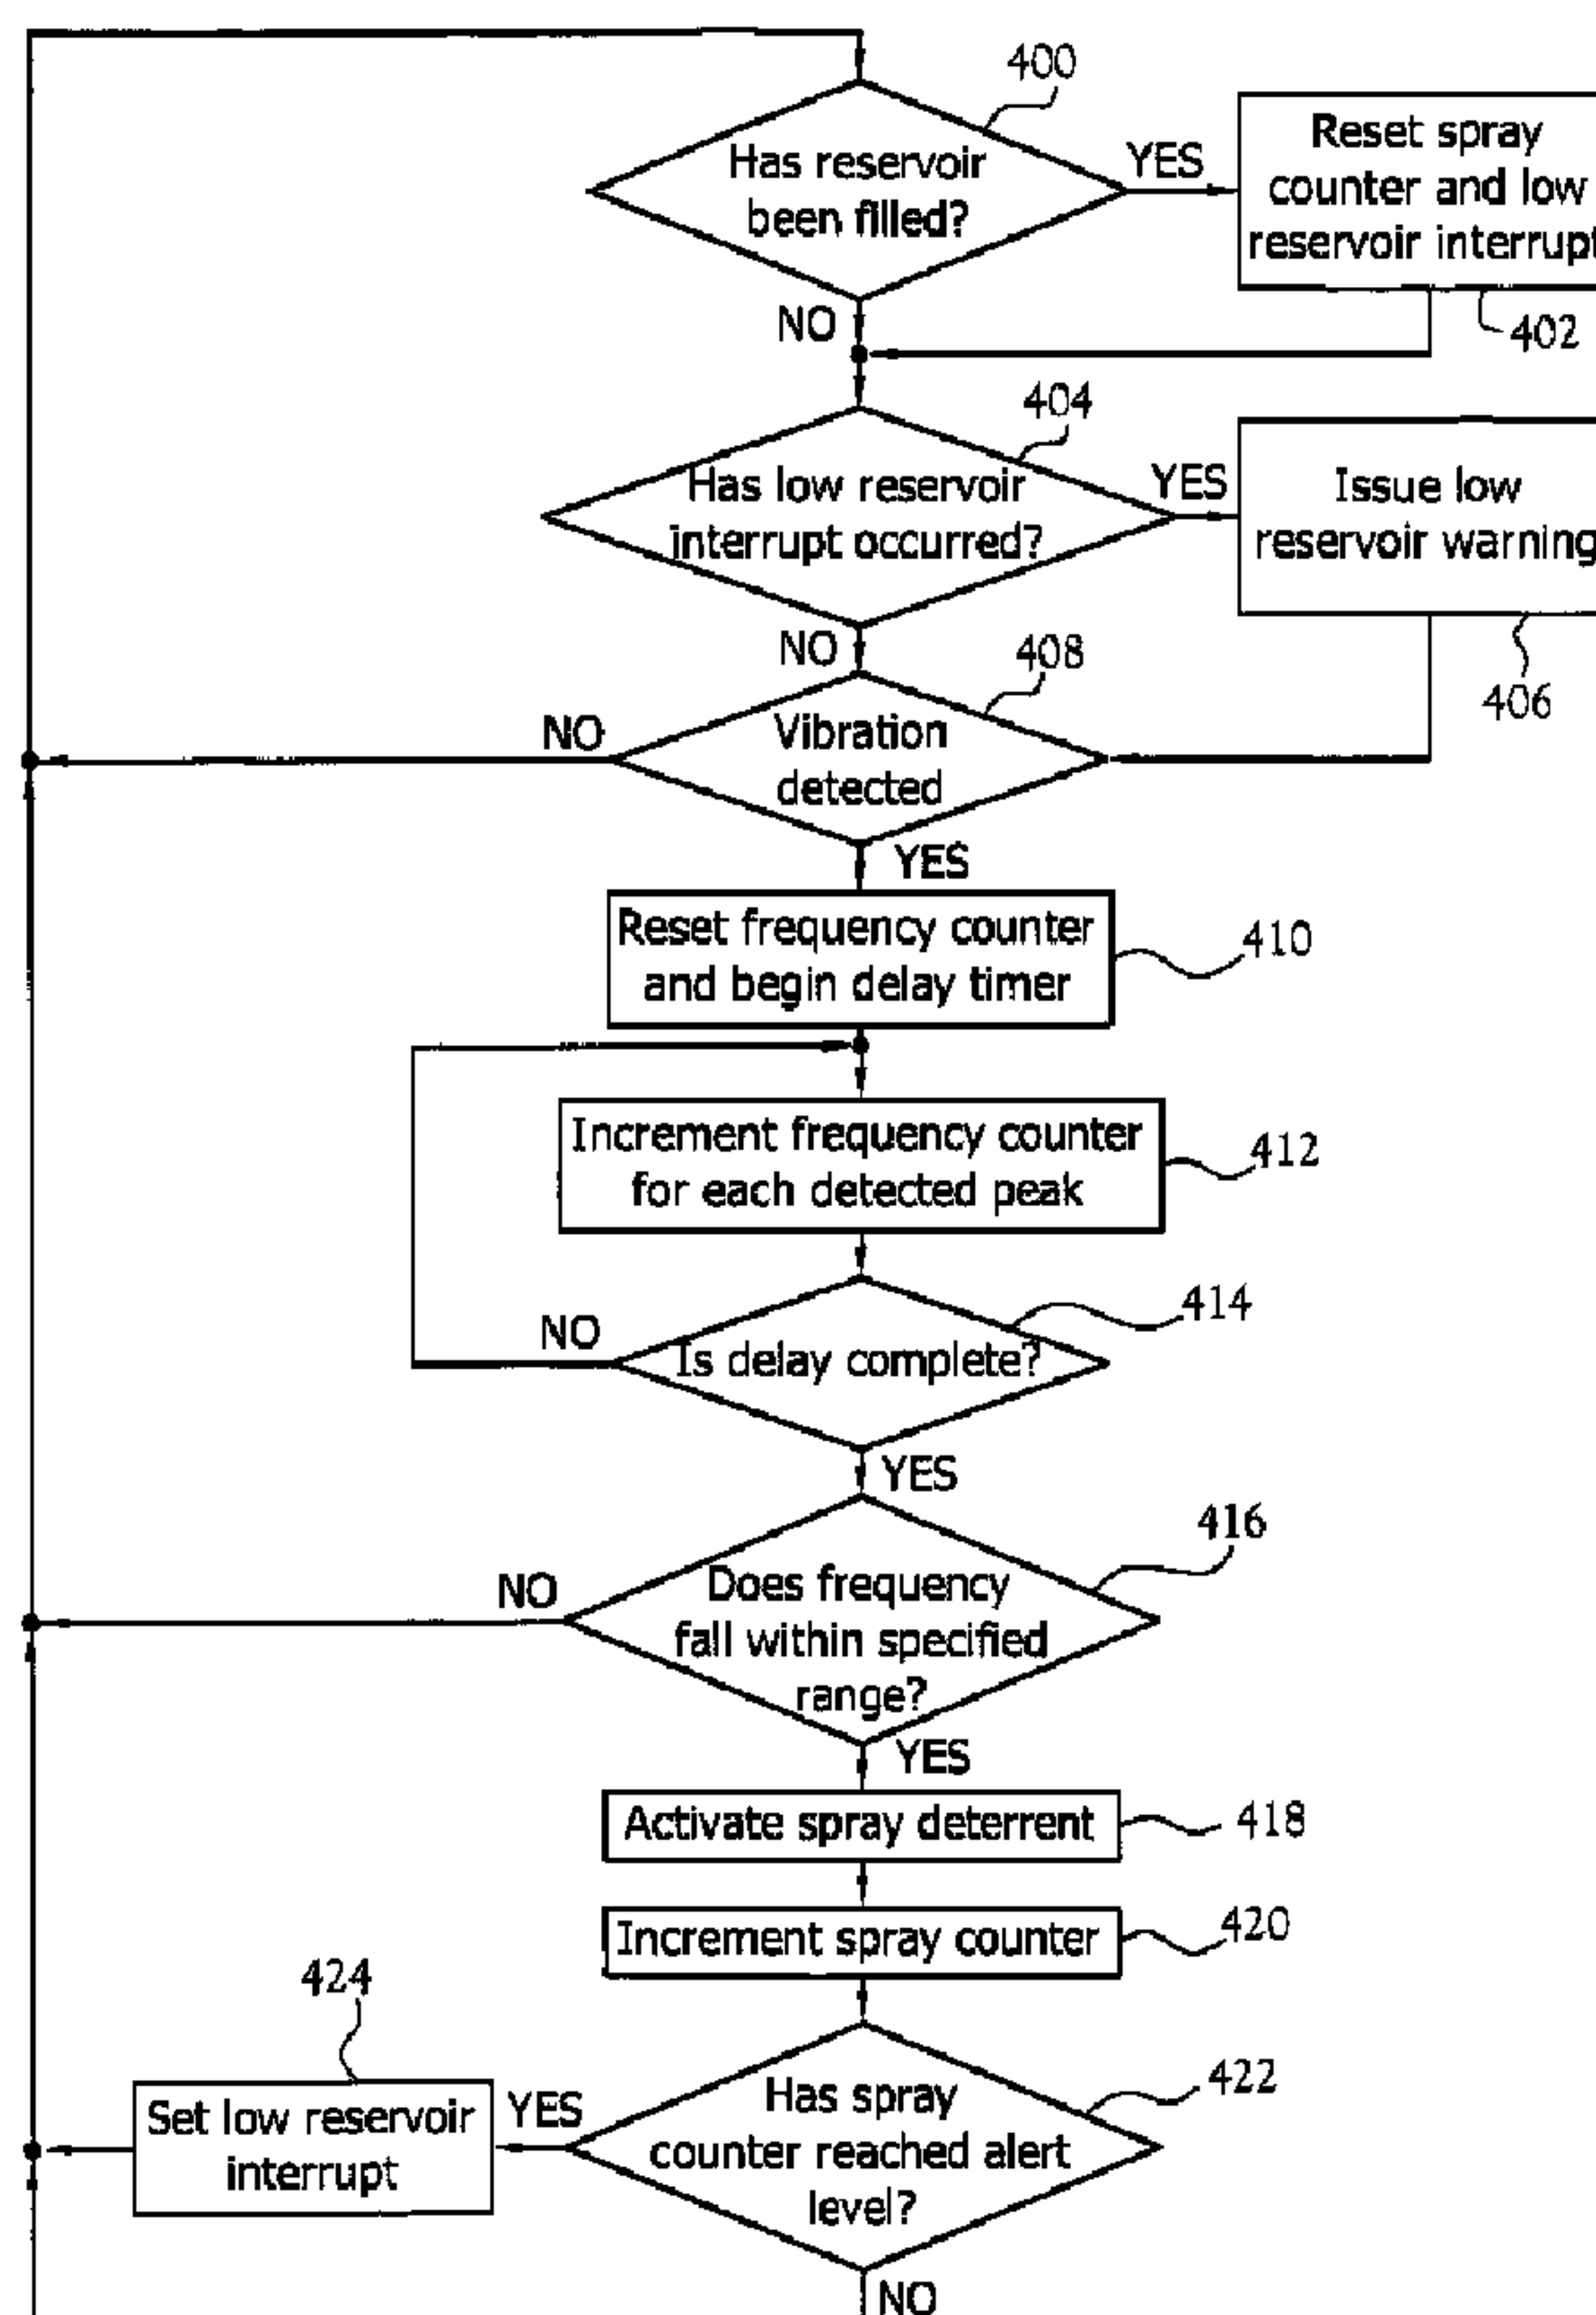 400
Has reservoir
been filled?
YES
Reset spray
counter and low
reservoir interrupt
402
NO
404
Has low reservoir
interrupt occurred?
YES
Issue low
reservoir warning
406
NO
408
Vibration
detected
NO
YES
Reset frequency counter
and begin delay timer
410
Increment frequency counter
for each detected peak
412
414
Is delay complete?
NO
YES
416
Does frequency
fall within specified
range?
NO
YES
Activate spray deterrent
418
Increment spray counter
420
422
Has spray
counter reached alert
level?
YES
424
Set low reservoir
interrupt
NO